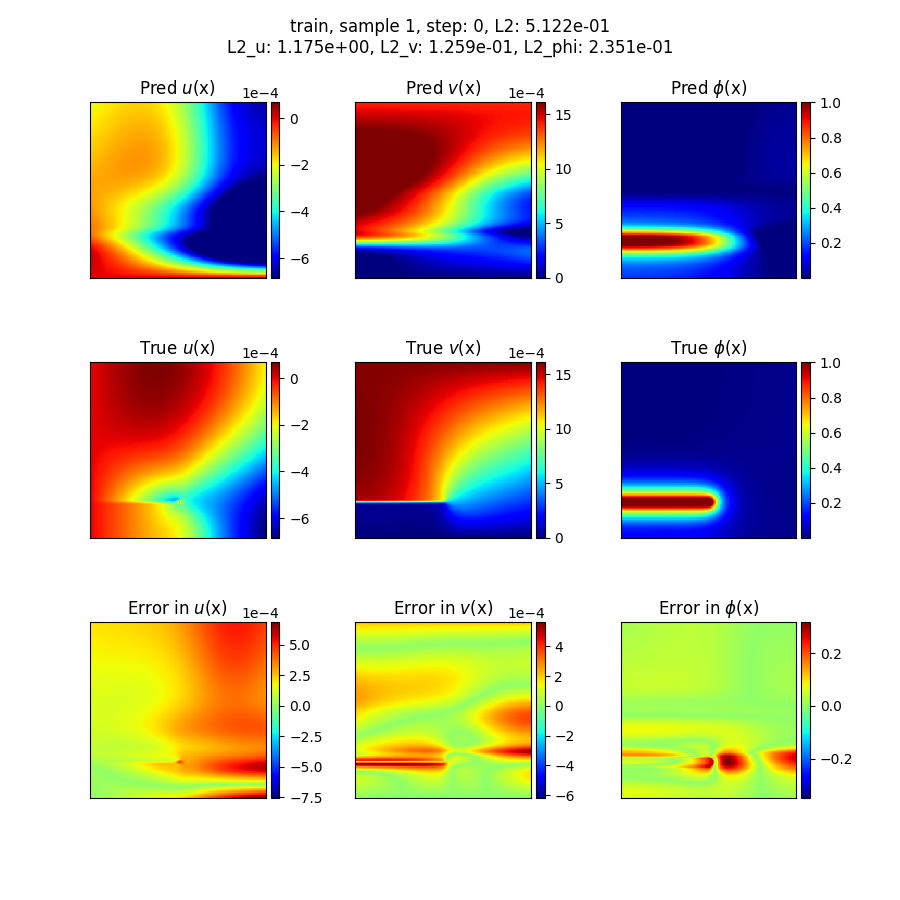 train, sample 1, step: 0, L2: 5.122e-01
L2_u: 1.175e+00, L2_v: 1.259e-01, L2_phi: 2.351e-01
Pred u(x)
1e−4
0
−2
−4
−6
Pred v(x)
1e−4
15
10
5
0
Pred ϕ(x)
1.0
0.8
0.6
0.4
0.2
True u(x)
1e−4
0
−2
−4
−6
True v(x)
1e−4
15
10
5
0
True ϕ(x)
1.0
0.8
0.6
0.4
0.2
Error in u(x)
1e−4
5.0
2.5
0.0
−2.5
−5.0
−7.5
Error in v(x)
1e−4
4
2
0
−2
−4
−6
Error in ϕ(x)
0.2
0.0
−0.2